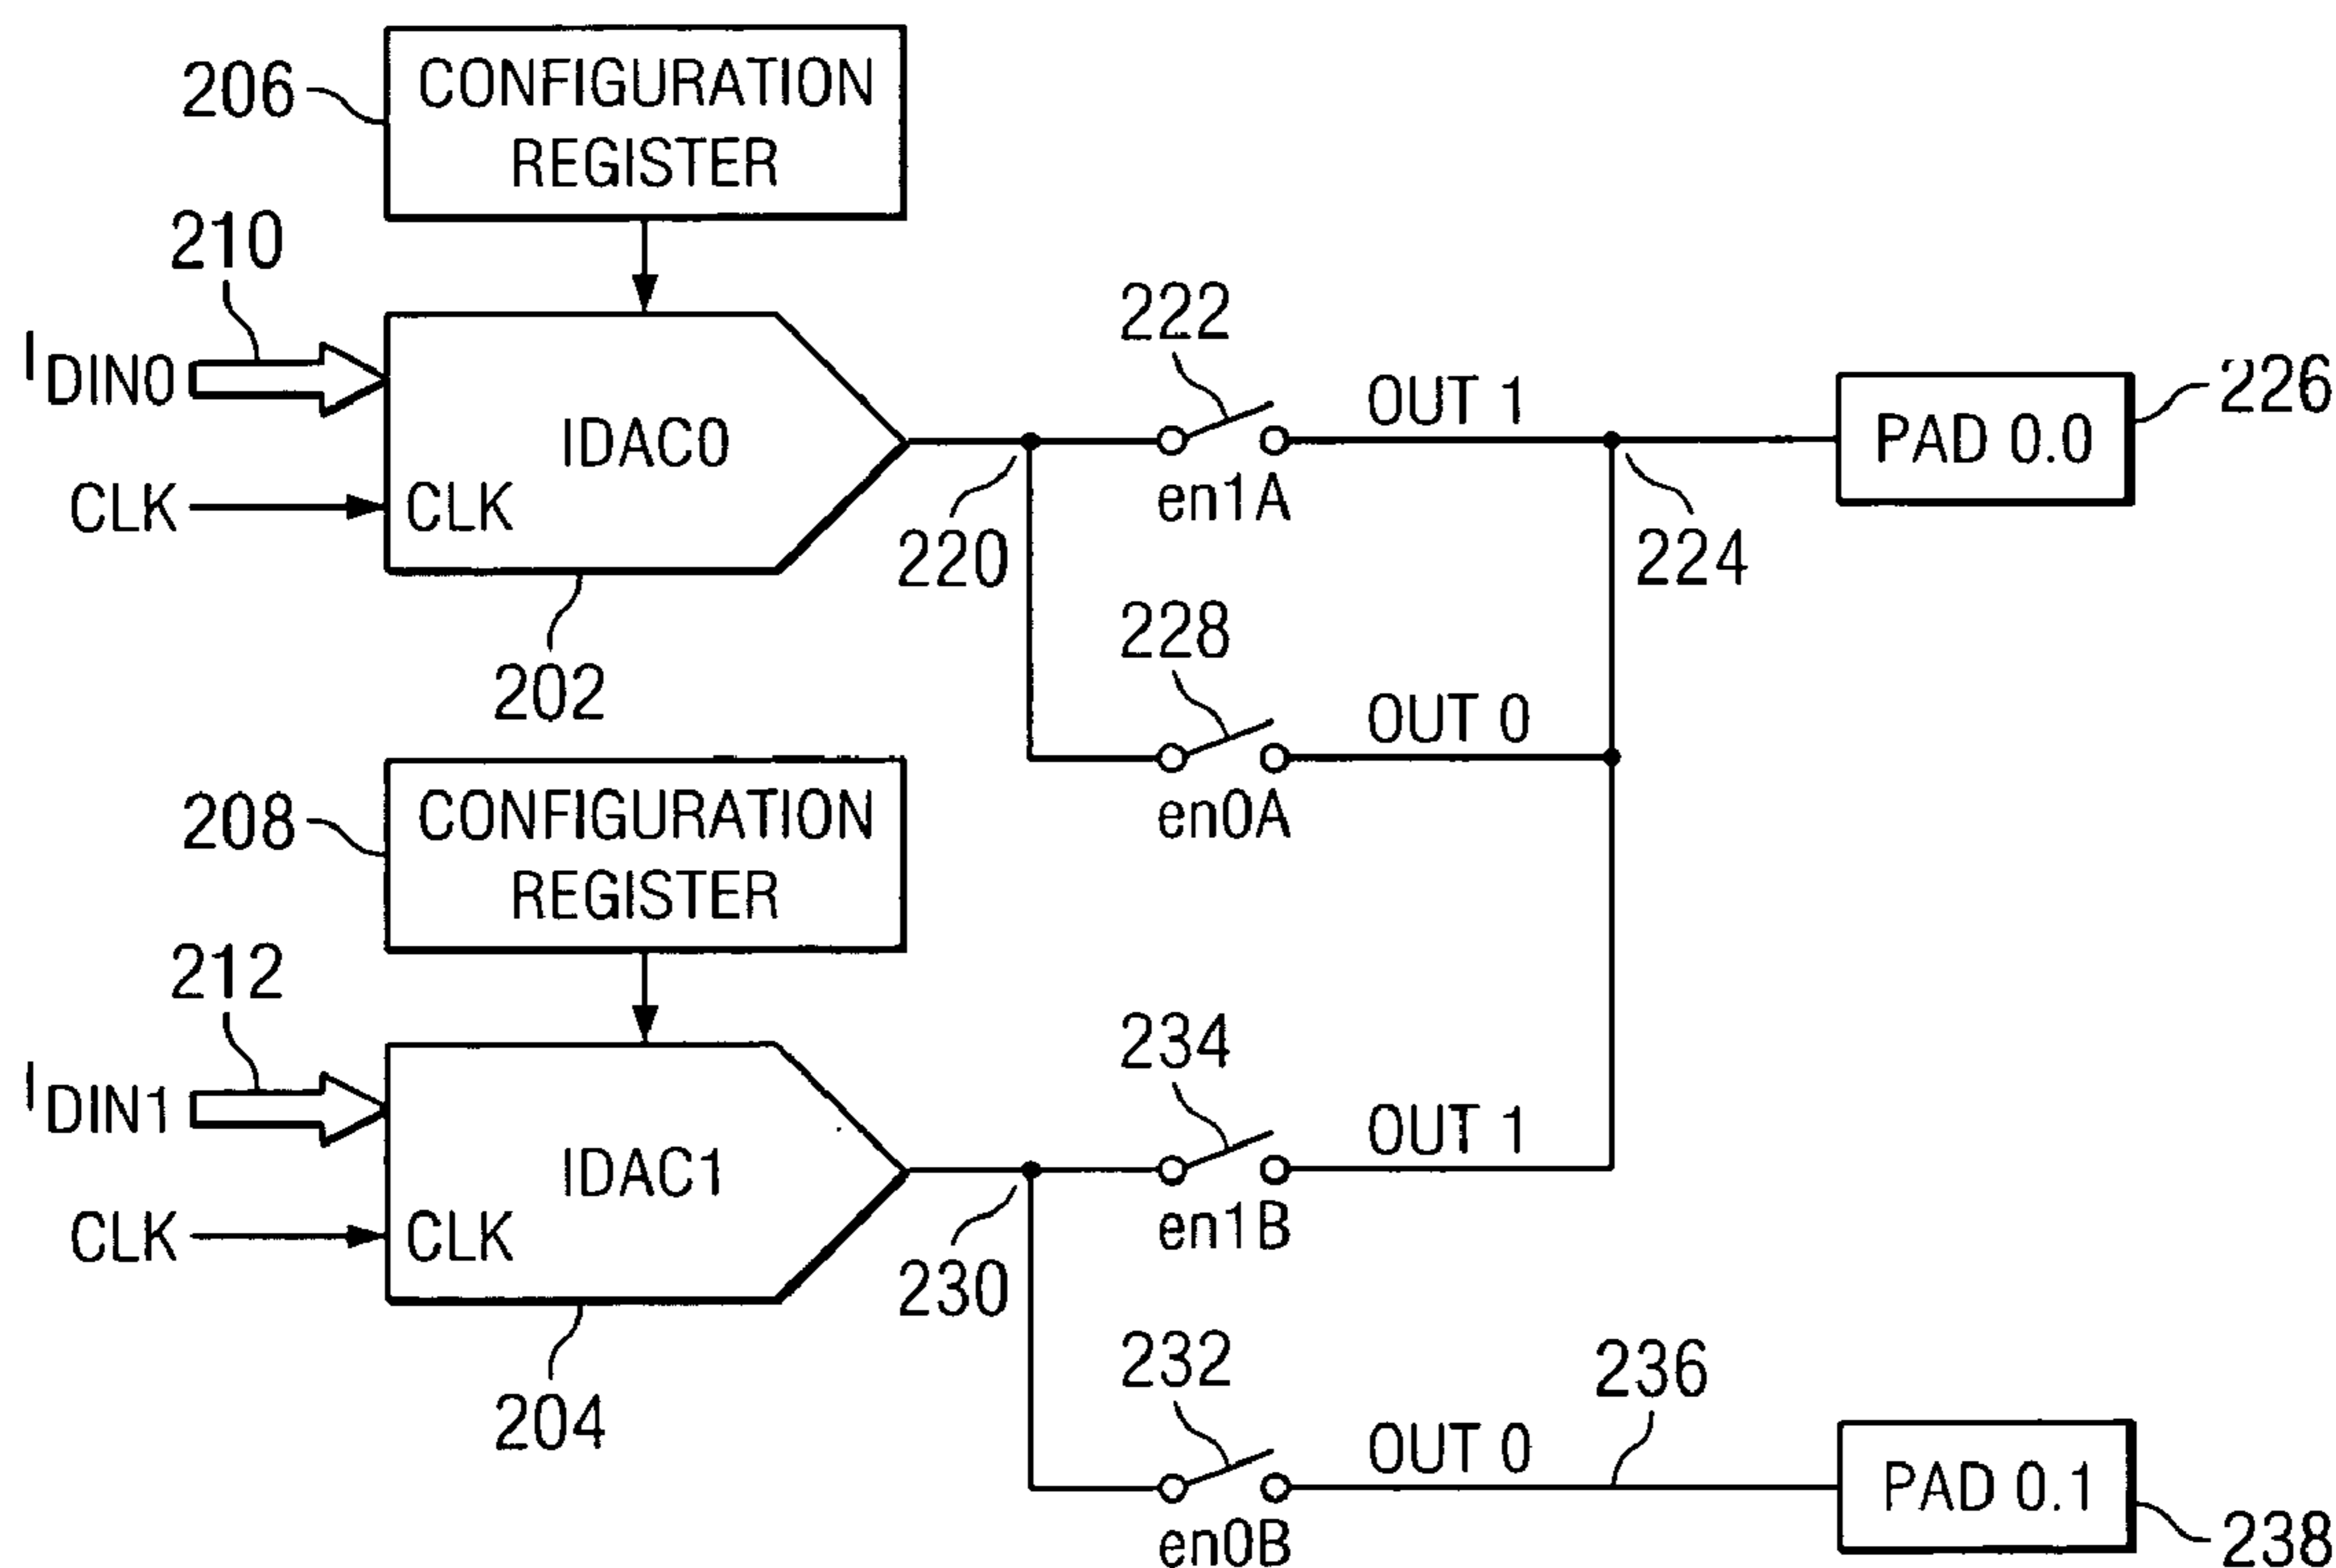 206
CONFIGURATION
REGISTER
210
I DIN0
IDAC0
CLK
CLK
202
220
222
en1A
OUT 1
224
PAD 0.0
226
228
en0A
OUT 0
208
CONFIGURATION
REGISTER
212
I DIN1
IDAC1
CLK
CLK
204
230
234
en1B
OUT 1
232
en0B
OUT 0
236
PAD 0.1
238